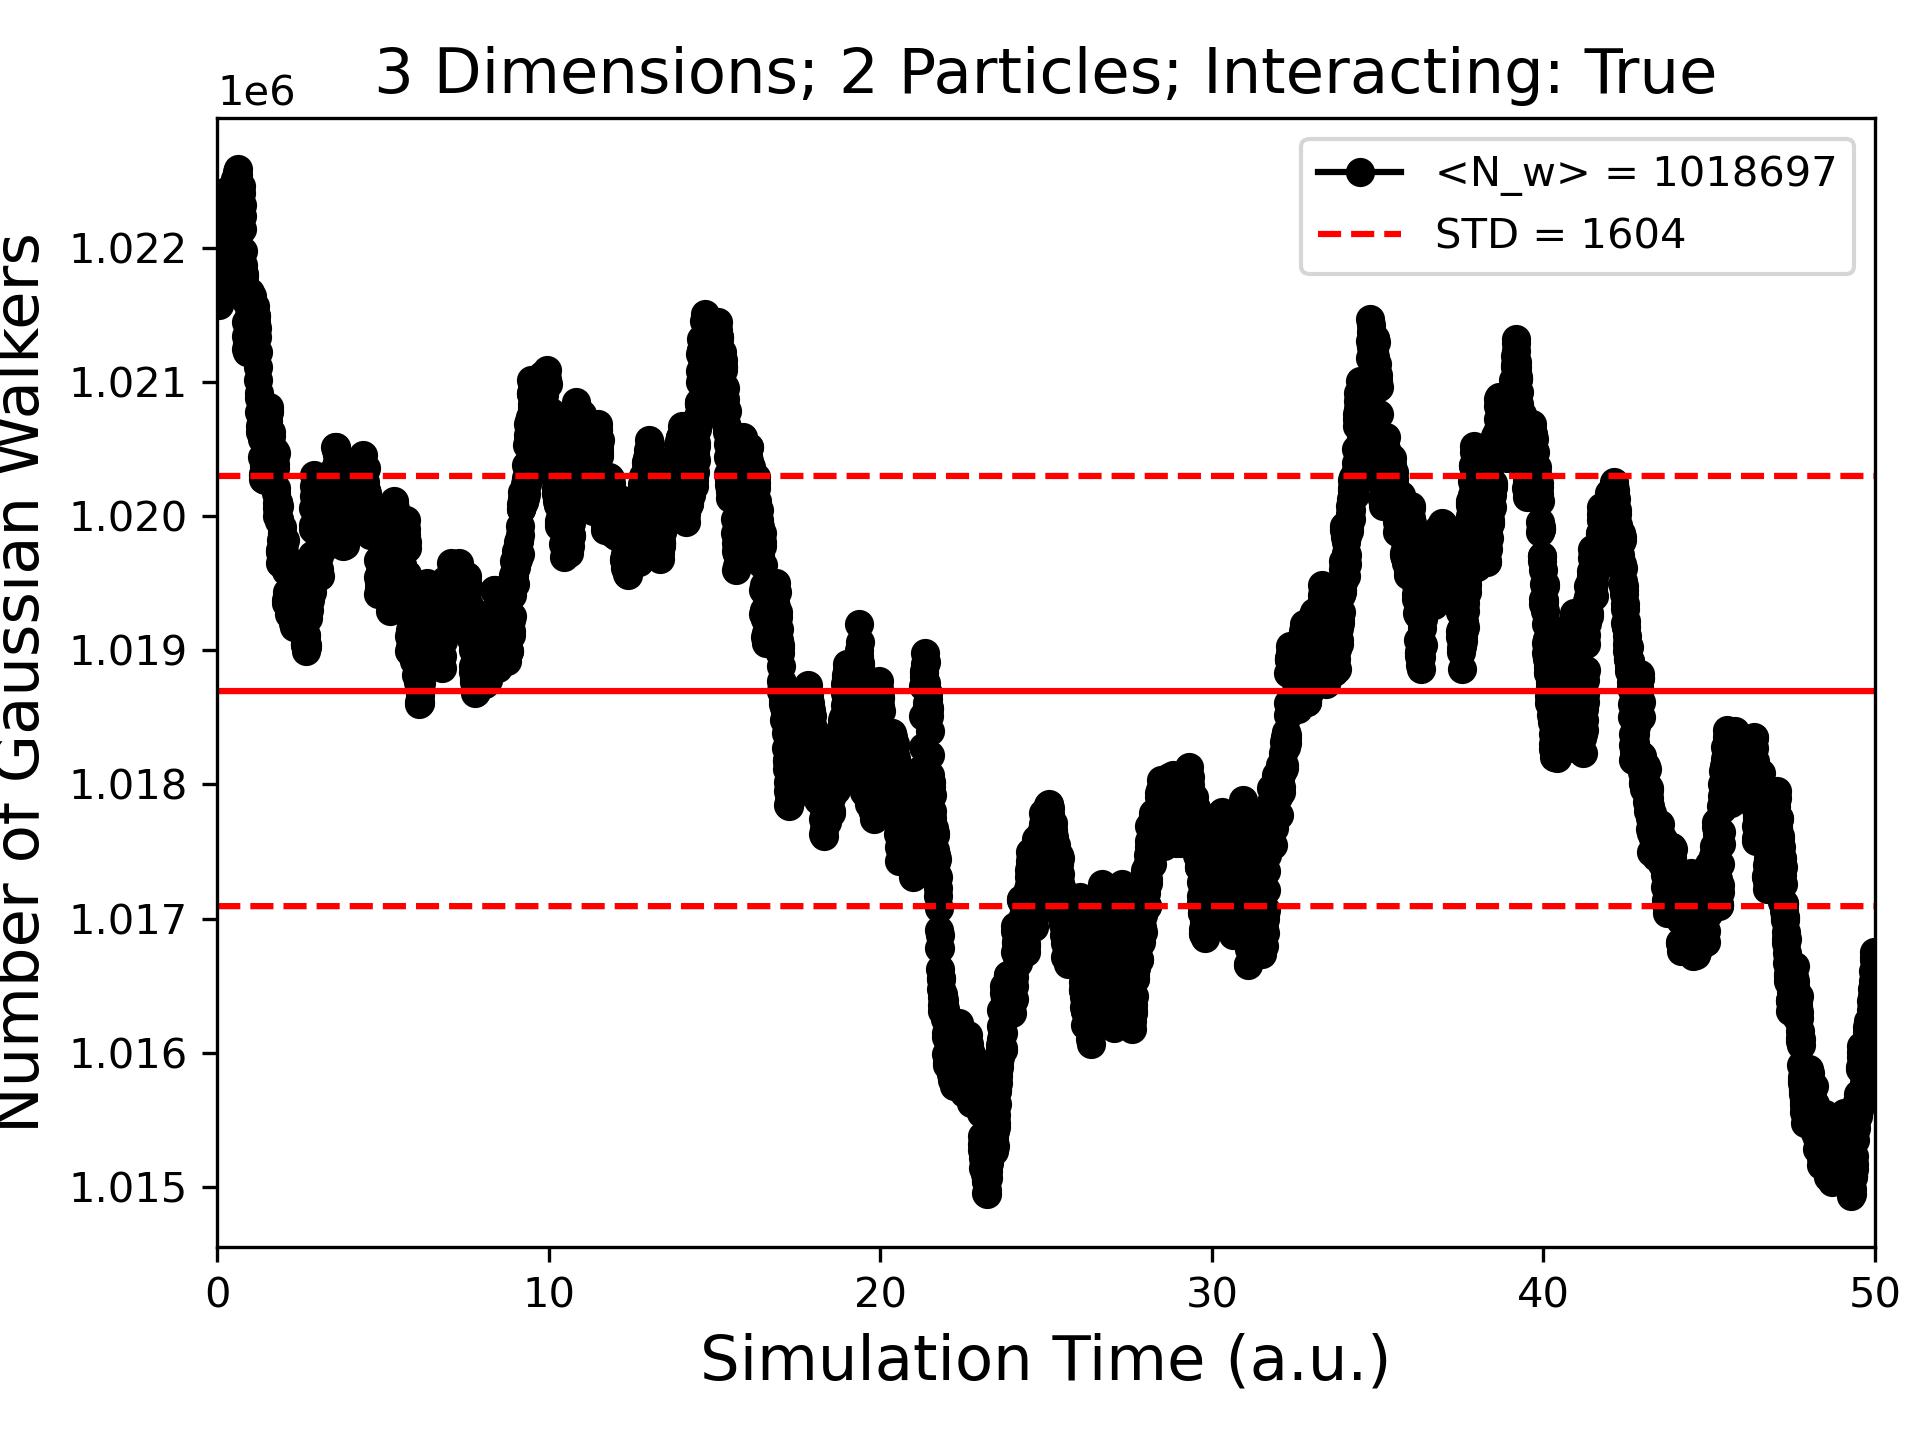 3 Dimensions; 2 Particles; Interacting: True
1e6
<N_w> = 1018697
STD = 1604
Number of Gaussian Walkers
1.022
1.021
1.020
1.019
1.018
1.017
1.016
1.015
0 10 20 30 40 50
Simulation Time (a.u.)